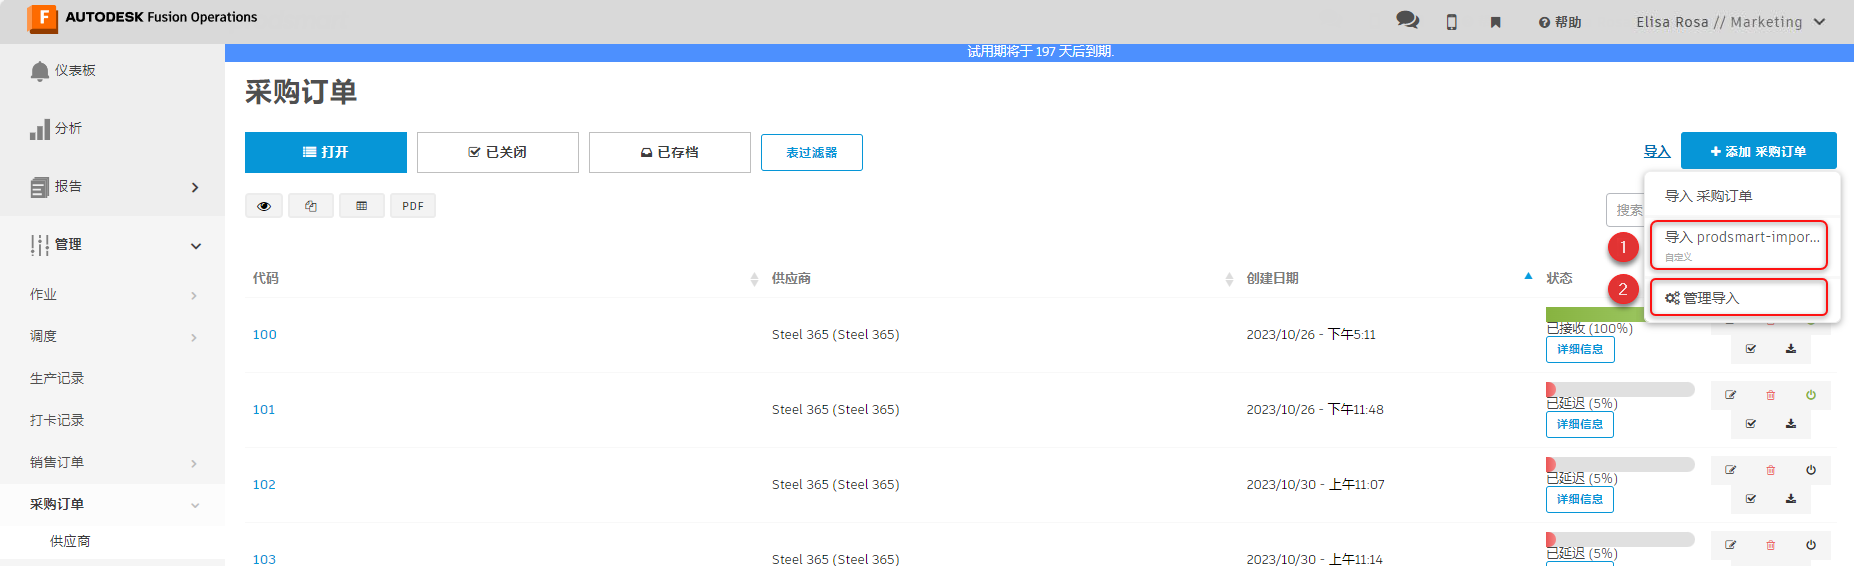 AUTODESK Fusion Operations
帮助
Elisa Rosa // Marketing
试用期将于 197 天后到期.
仪表板
分析
报告
管理
作业
调度
生产记录
打卡记录
销售订单
采购订单
供应商
采购订单
打开
已关闭
已存档
表过滤器
导入
添加 采购订单
PDF
搜索
导入 采购订单
1
导入 prodsmart-impor...
自定义
2
管理导入
代码 供应商 创建日期 状态
100 Steel 365 (Steel 365) 2023/10/26 - 下午5:11 已接收 (100%)
详细信息
101 Steel 365 (Steel 365) 2023/10/26 - 下午11:48 已延迟 (5%)
详细信息
102 Steel 365 (Steel 365) 2023/10/30 - 上午11:07 已延迟 (5%)
详细信息
103 Steel 365 (Steel 365) 2023/10/30 - 上午11:14 已延迟 (5%)